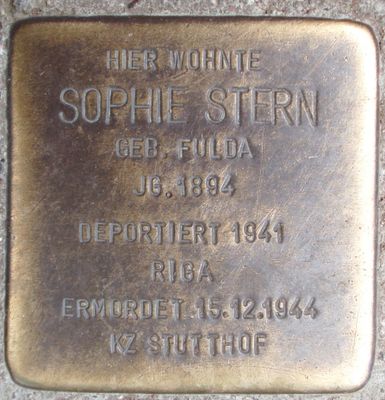 HIER WOHNTE
SOPHIE STERN
GEB. FULDA
JG. 1894
DEPORTIERT 1941
RIGA
ERMORDET 15.12.1944
KZ STUTTHOF